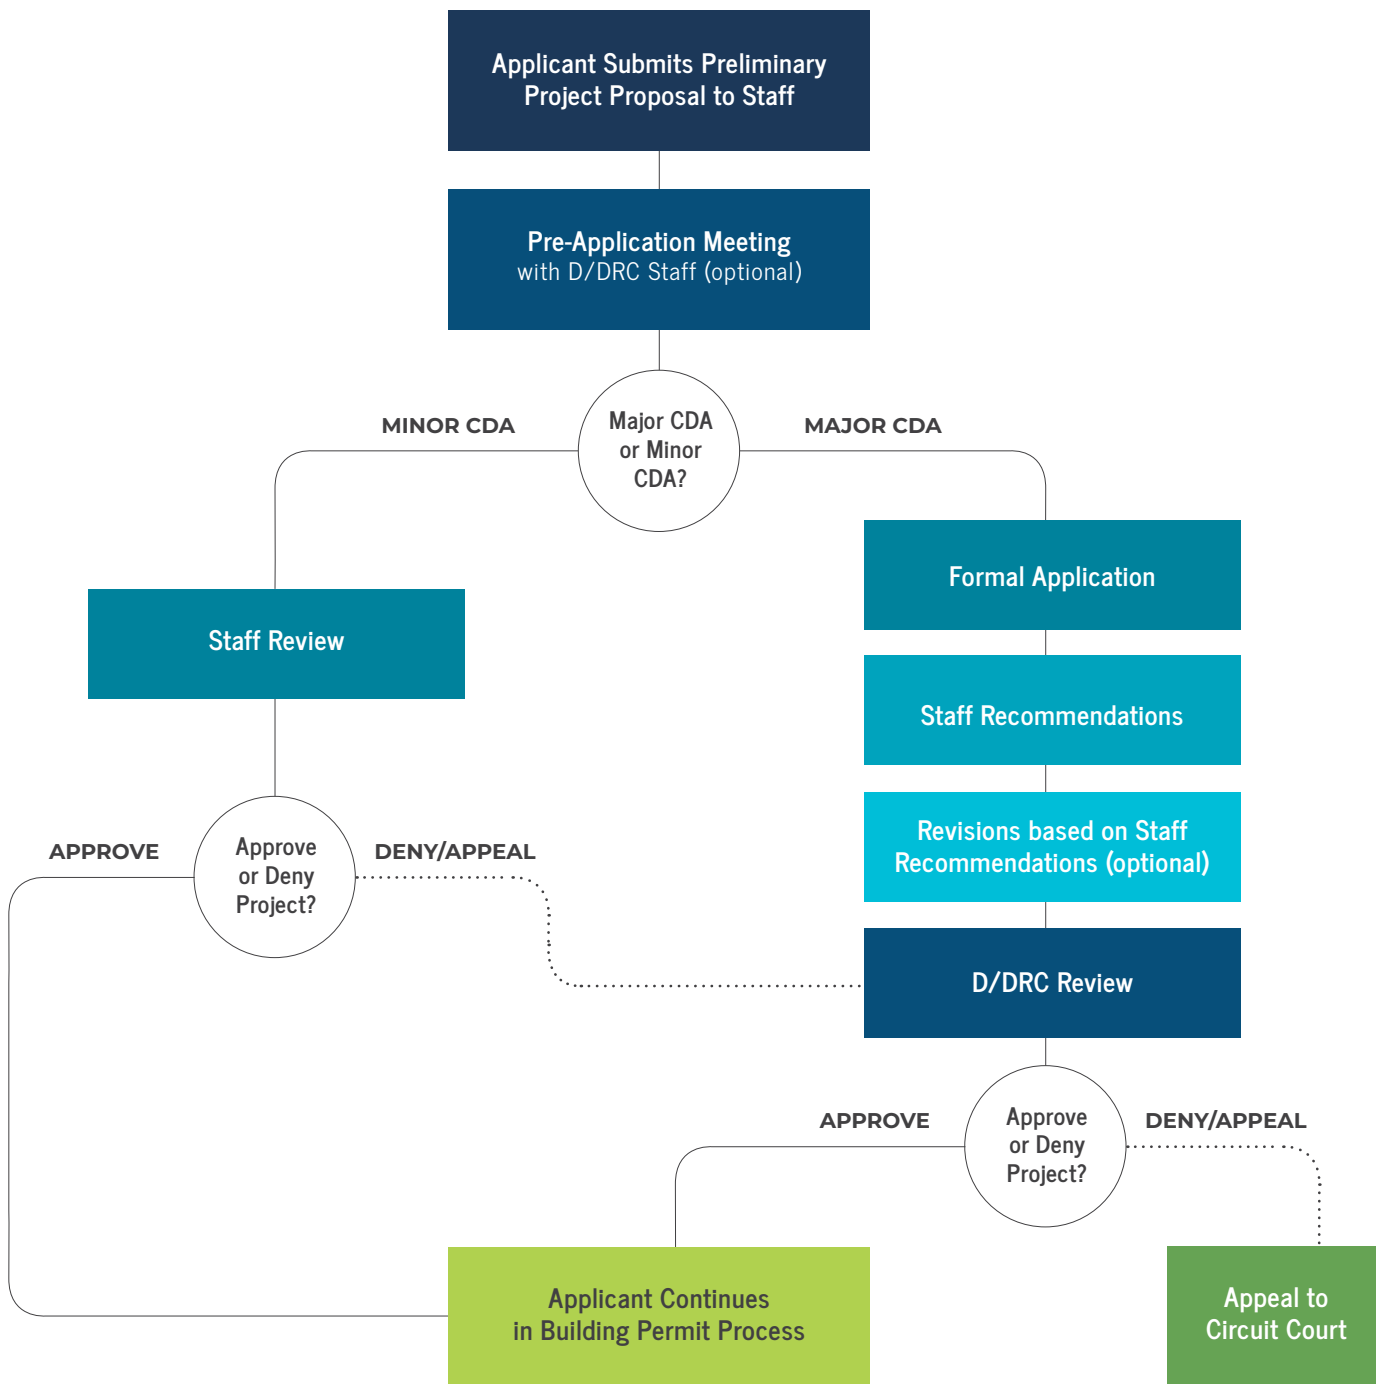 Applicant Submits Preliminary
Project Proposal to Staff
Pre-Application Meeting
with D/DRC Staff (optional)
MINOR CDA
Major CDA
or Minor
CDA?
MAJOR CDA
Formal Application
Staff Review
Staff Recommendations
Revisions based on Staff
Recommendations (optional)
APPROVE
Approve
or Deny
Project?
DENY/APPEAL
D/DRC Review
APPROVE
Approve
or Deny
Project?
DENY/APPEAL
Applicant Continues
in Building Permit Process
Appeal to
Circuit Court